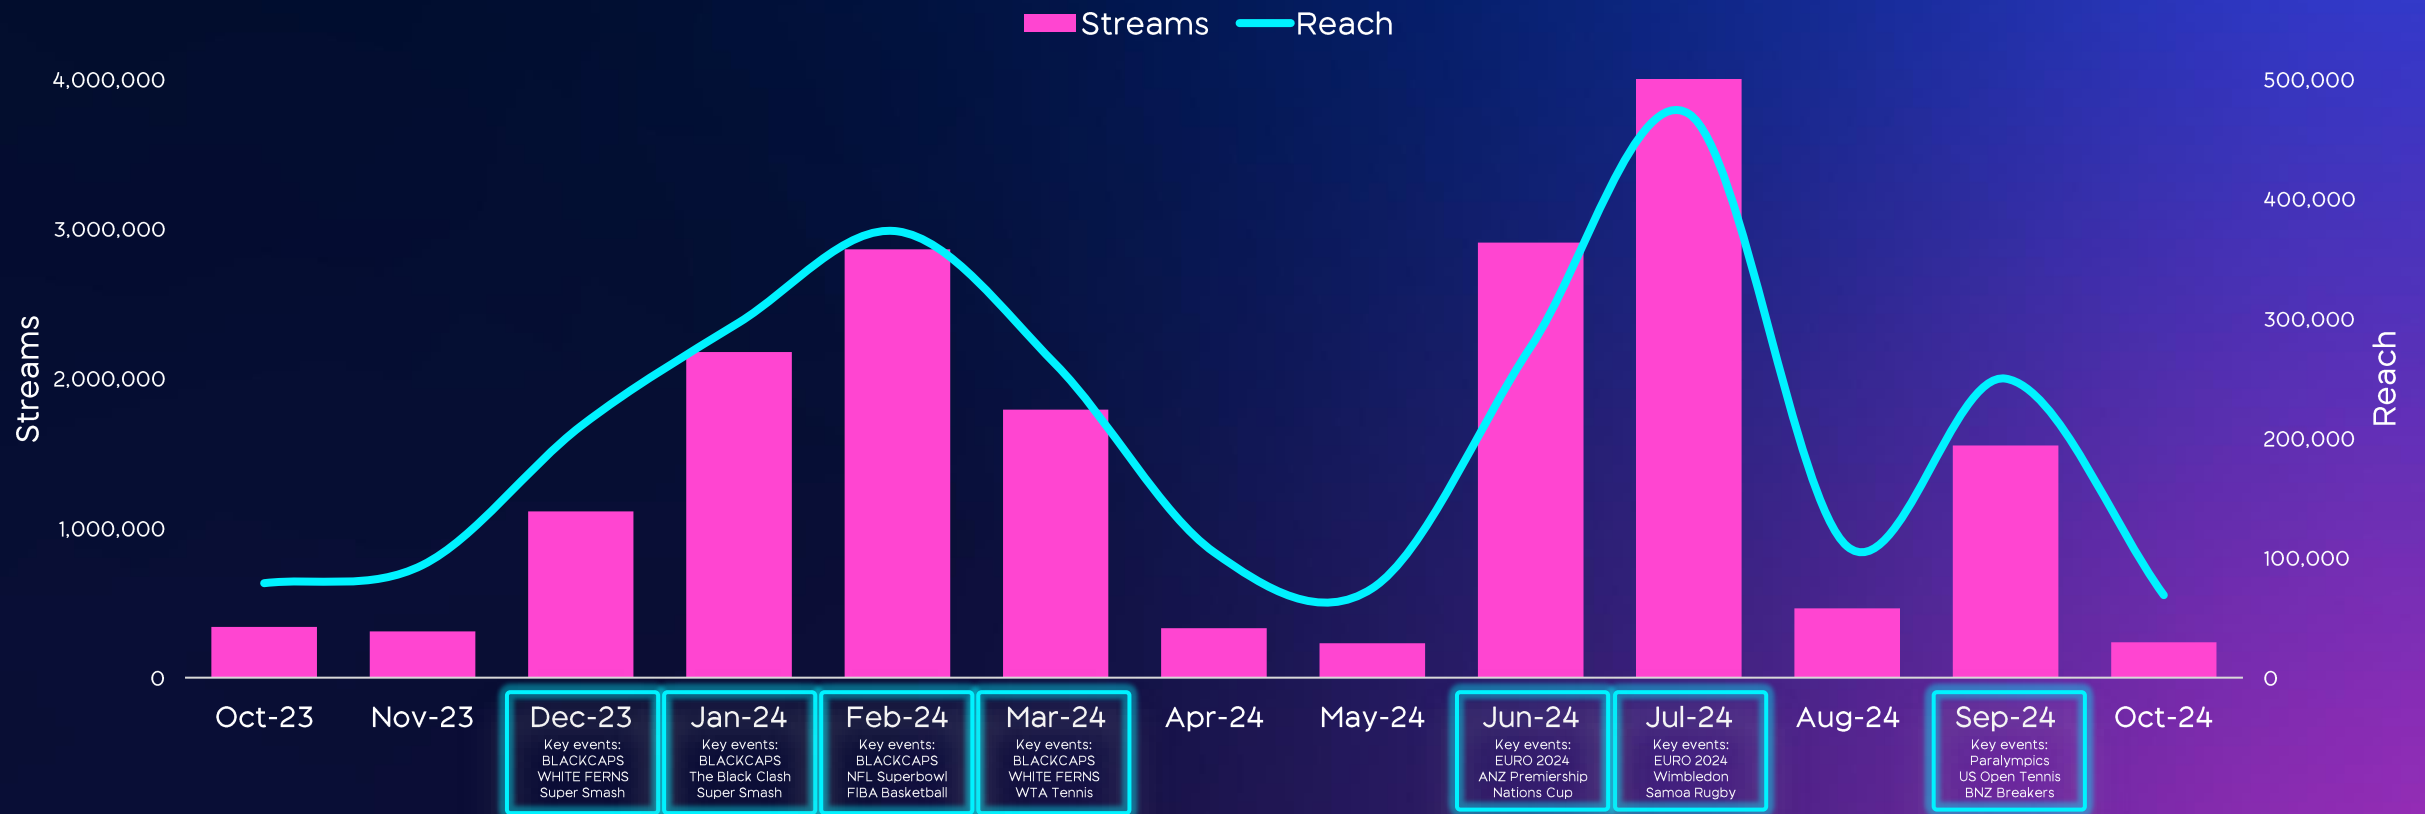 Streams Reach
4,000,000
3,000,000
2,000,000
1,000,000
0
Streams
500,000
400,000
300,000
200,000
100,000
0
Reach
Oct-23 Nov-23 Dec-23 Jan-24 Feb-24 Mar-24 Apr-24 May-24 Jun-24 Jul-24 Aug-24 Sep-24 Oct-24
Key events:
BLACKCAPS
WHITE FERNS
Super Smash
Key events:
BLACKCAPS
The Black Clash
Super Smash
Key events:
BLACKCAPS
NFL Superbowl
FIBA Basketball
Key events:
BLACKCAPS
WHITE FERNS
WTA Tennis
Key events:
EURO 2024
ANZ Premiership
Nations Cup
Key events:
EURO 2024
Wimbledon
Samoa Rugby
Key events:
Paralympics
US Open Tennis
BNZ Breakers